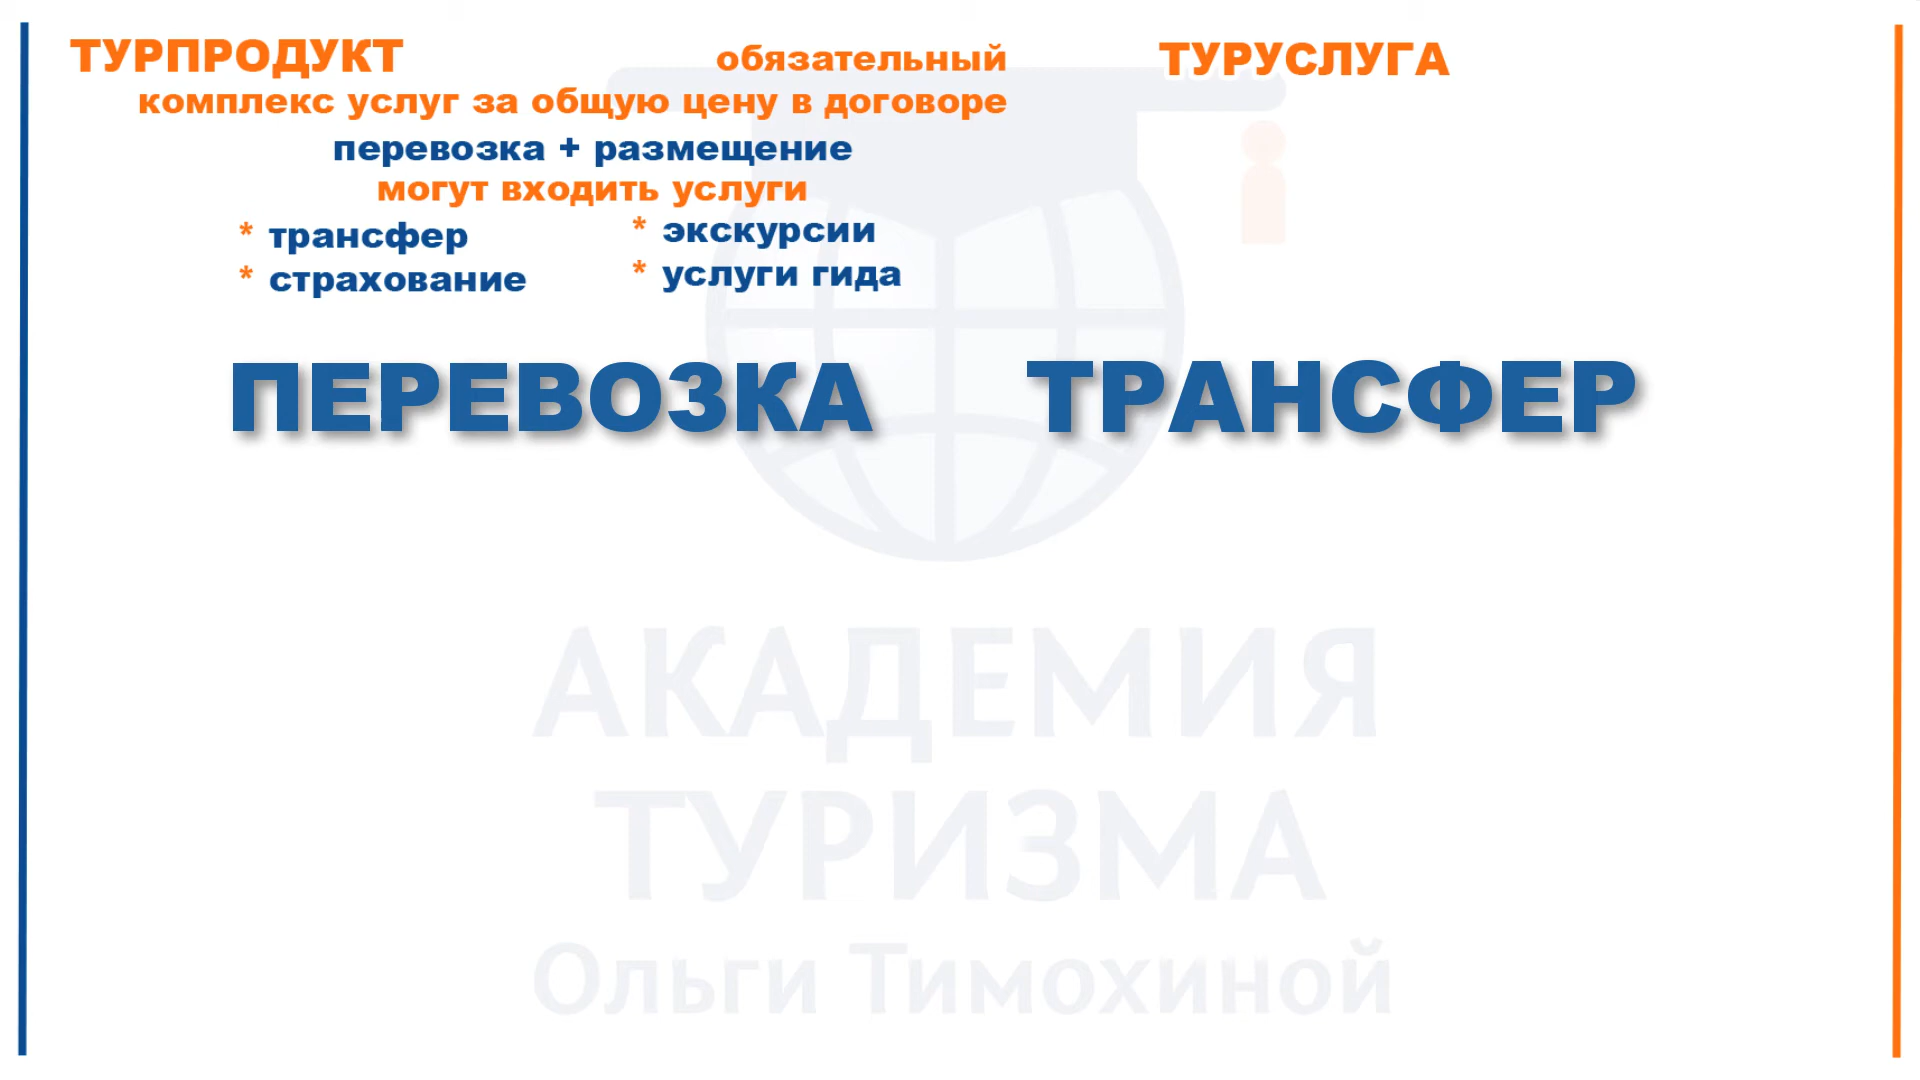 ТУРПРОДУКТ
обязательный
ТУРУСЛУГА
комплекс услуг за общую цену в договоре
перевозка + размещение
могут входить услуги
* трансфер
* экскурсии
* страхование
* услуги гида
ПЕРЕВОЗКА
ТРАНСФЕР
АКАДЕМИЯ
ТУРИЗМА
Ольги Тимохиной